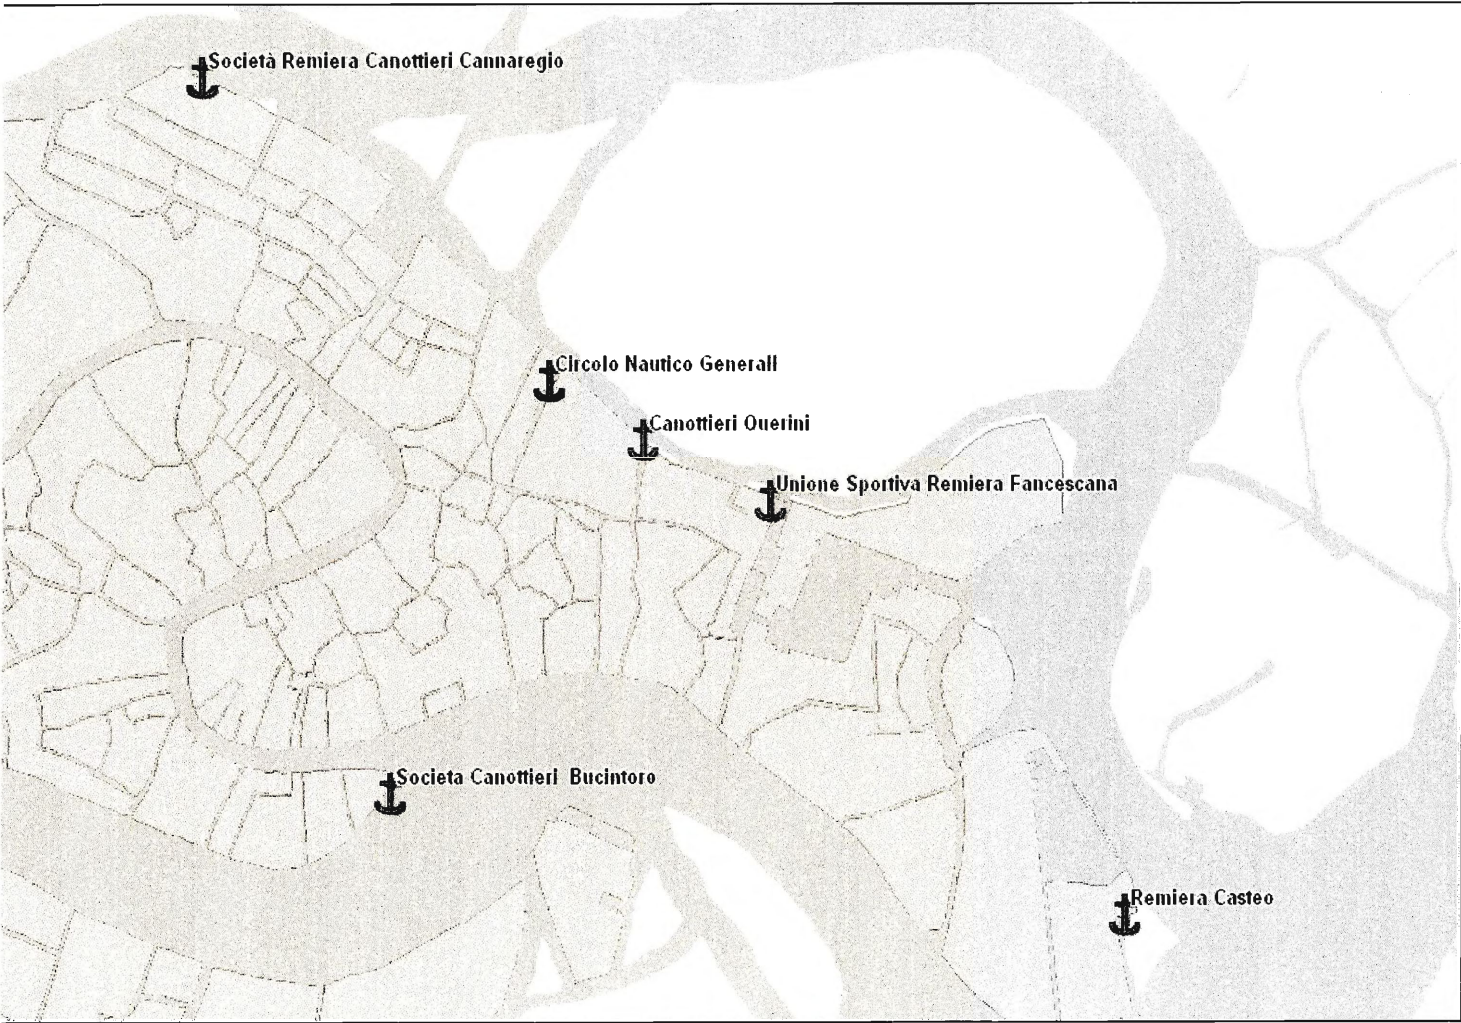 Società Remiera Canottieri Cannaregio
Circolo Nautico Generali
Canottieri Querini
Unione Sportiva Remiera Fancescana
Societa Canottieri Bucintoro
Remiera Casteo